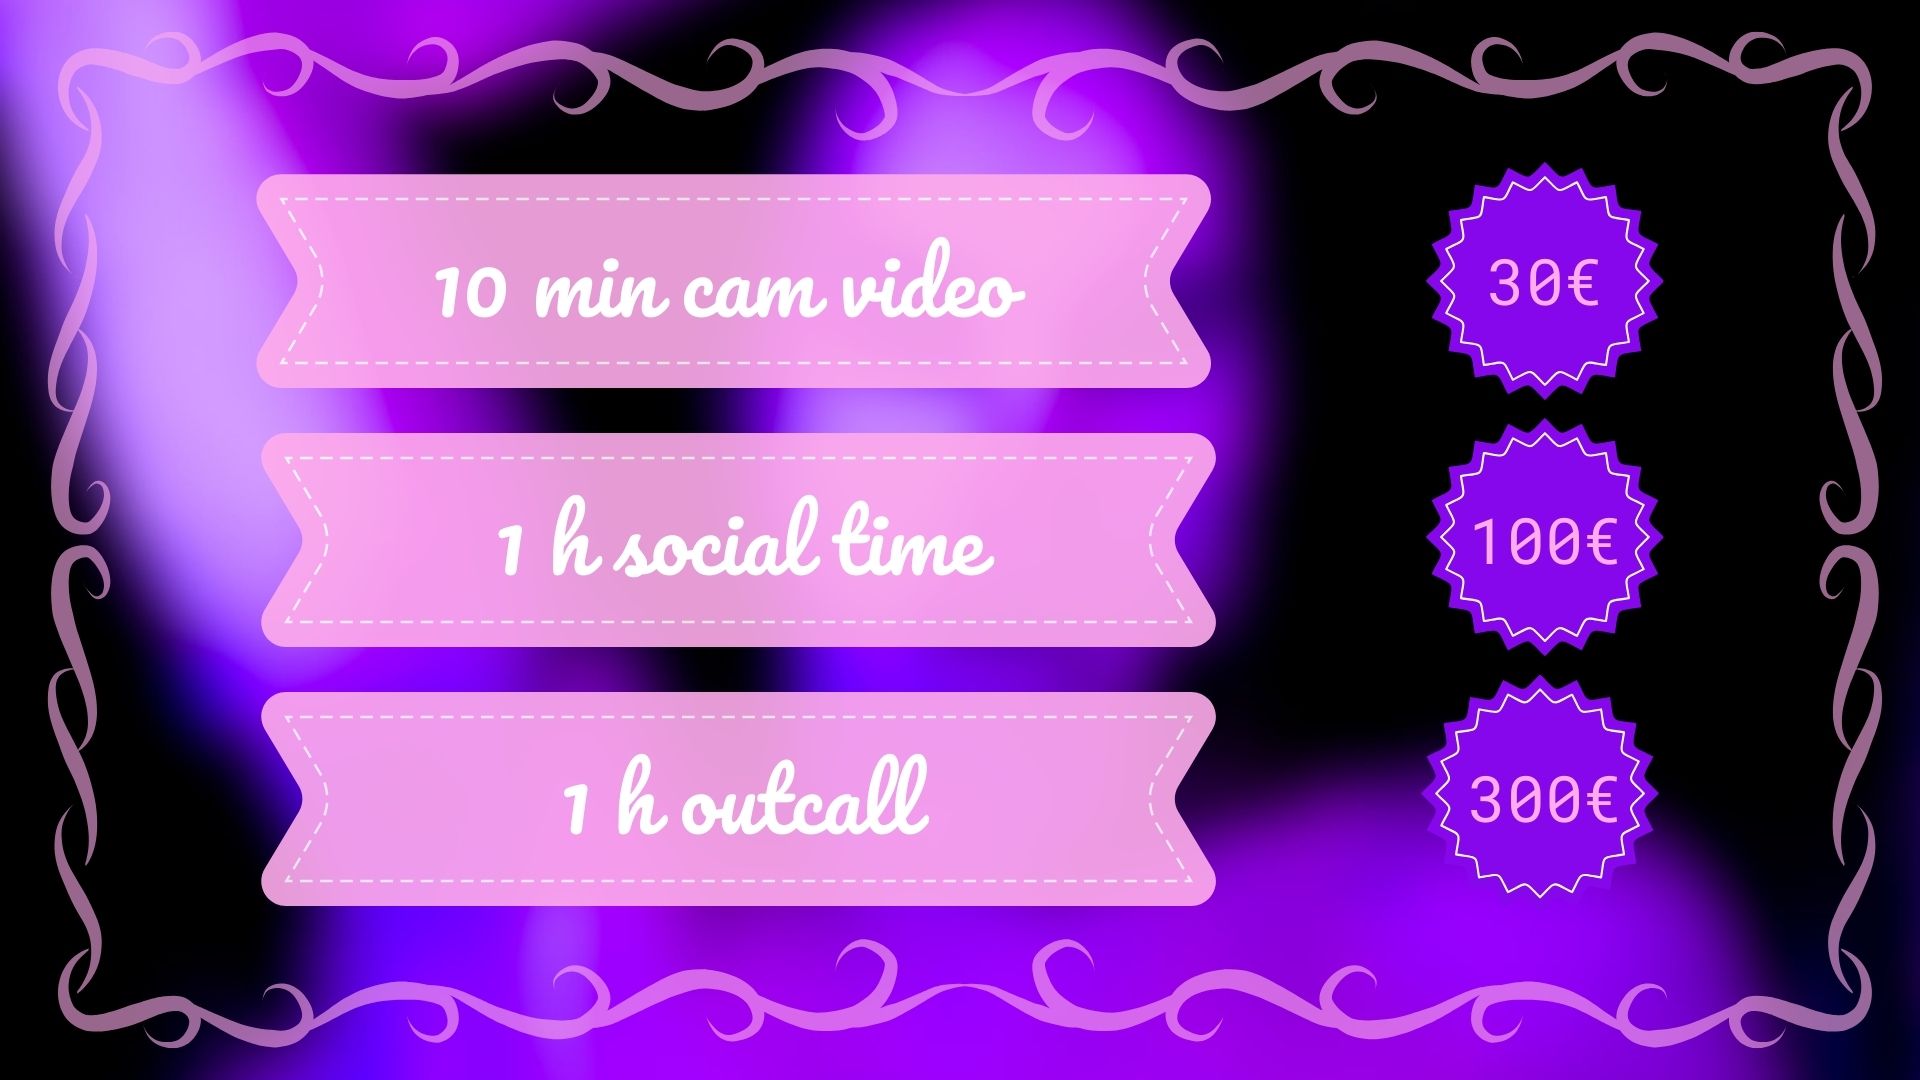 10 min cam video 30€
1 h social time 100€
1 h outcall 300€